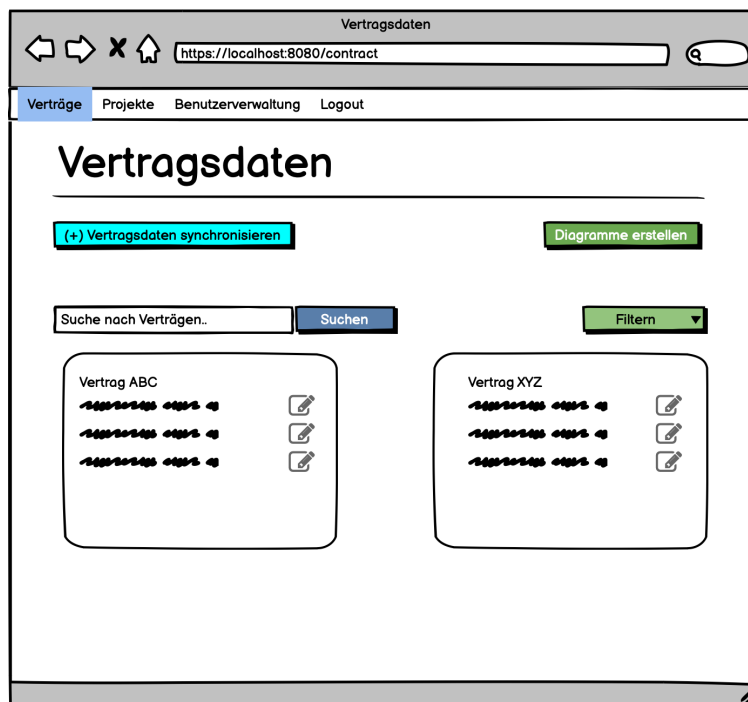 Vertragsdaten
https://localhost:8080/contract
Verträge Projekte Benutzerverwaltung Logout
Vertragsdaten
(+) Vertragsdaten synchronisieren
Diagramme erstellen
Suche nach Verträgen..
Suchen
Filtern
Vertrag ABC
Vertrag XYZ